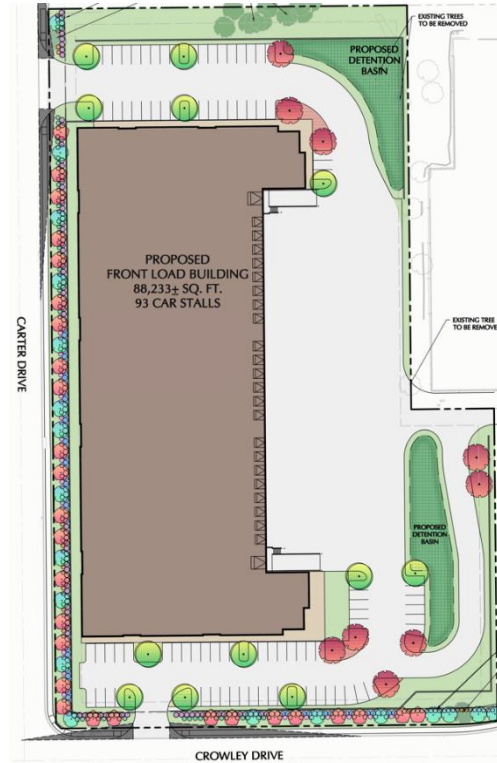 EXISTING TREES
TO BE REMOVED
PROPOSED
DETENTION
BASIN
PROPOSED
FRONT LOAD BUILDING
88,233± SQ. FT.
93 CAR STALLS
CARTER DRIVE
EXISTING TREE
TO BE REMOVE
PROPOSED
DETENTION
BASIN
CROWLEY DRIVE